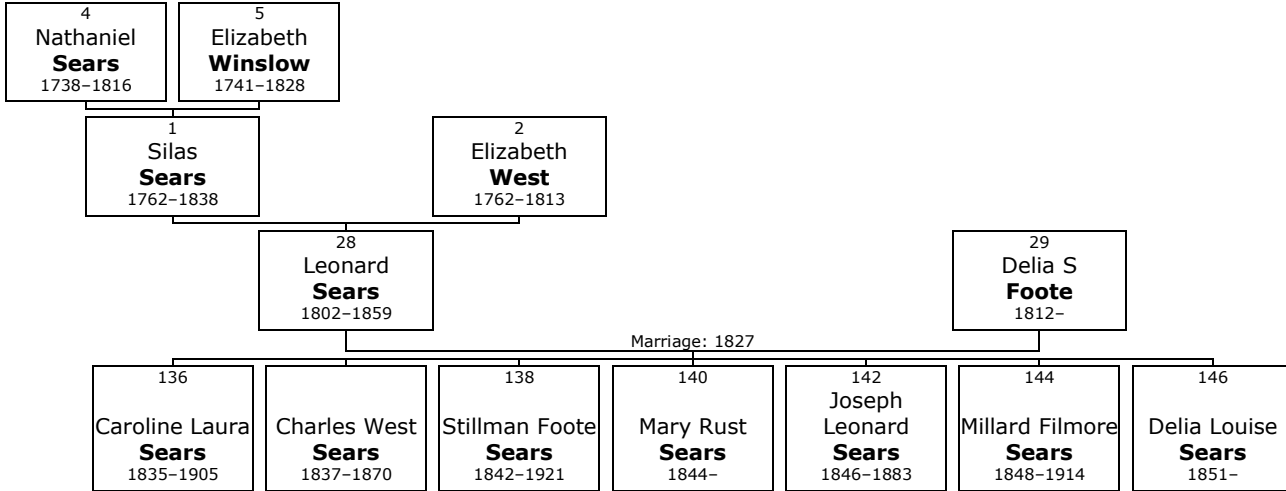 4
Nathaniel
Sears
1738–1816
5
Elizabeth
Winslow
1741–1828
1
Silas
Sears
1762–1838
2
Elizabeth
West
1762–1813
28
Leonard
Sears
1802–1859
29
Delia S
Foote
1812–
Marriage: 1827
136
Caroline Laura
Sears
1835–1905
Charles West
Sears
1837–1870
138
Stillman Foote
Sears
1842–1921
140
Mary Rust
Sears
1844–
142
Joseph
Leonard
Sears
1846–1883
144
Millard Filmore
Sears
1848–1914
146
Delia Louise
Sears
1851–